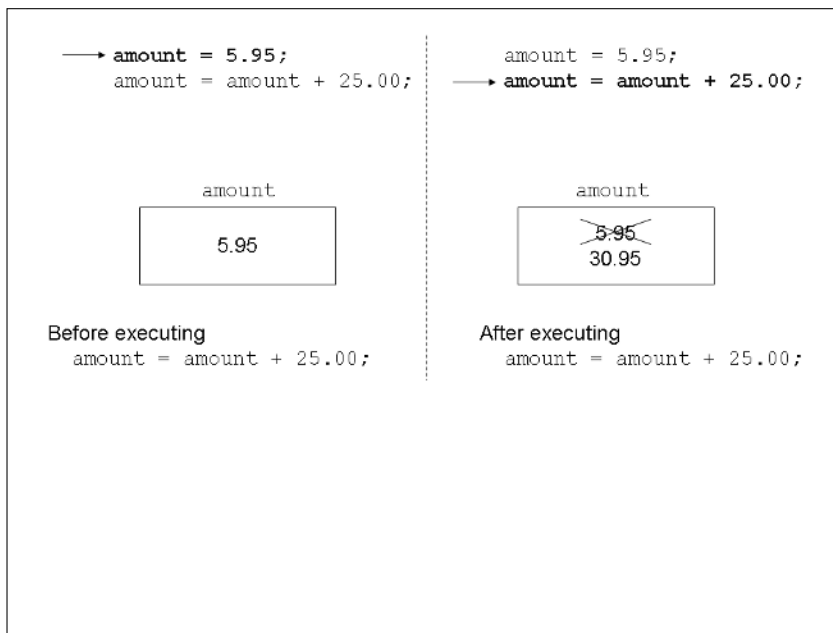 amount = 5.95;
amount = amount + 25.00;
amount
5.95
Before executing
amount = amount + 25.00;
amount = 5.95;
amount = amount + 25.00;
amount
5.95
30.95
After executing
amount = amount + 25.00;